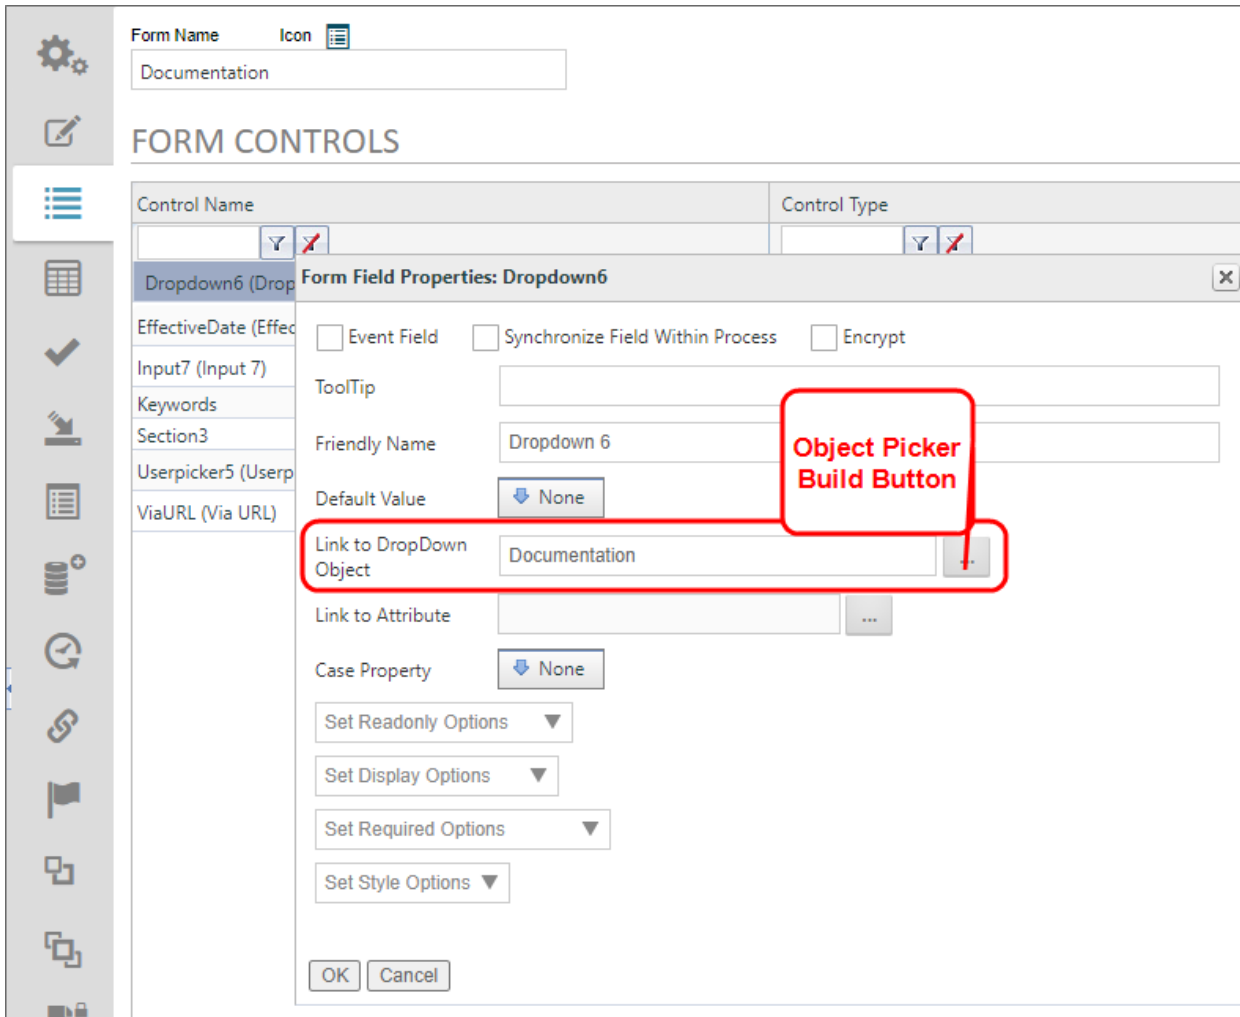 Form Name Icon
Documentation
FORM CONTROLS
Control Name Control Type
Dropdown6 (Drop
Form Field Properties: Dropdown6
EffectiveDate (Effec
Input7 (Input 7)
Keywords
Section3
Userpicker5 (Userp
ViaURL (Via URL)
Event Field Synchronize Field Within Process Encrypt
ToolTip
Friendly Name Dropdown 6
Object Picker
Build Button
Default Value None
Link to DropDown
Object
Documentation ...
Link to Attribute ...
Case Property None
Set Readonly Options
Set Display Options
Set Required Options
Set Style Options
OK Cancel